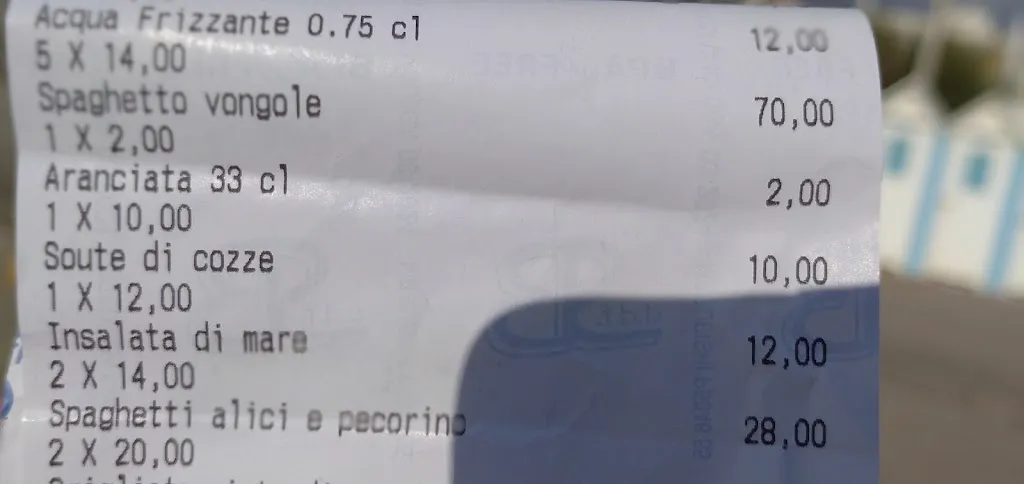 Acqua Frizzante 0.75 cl 12,00
5 X 14,00
Spaghetto vongole 70,00
1 X 2,00
Aranciata 33 cl 2,00
1 X 10,00
Soute di cozze 10,00
1 X 12,00
Insalata di mare 12,00
2 X 14,00
Spaghetti alici e pecorino 28,00
2 X 20,00